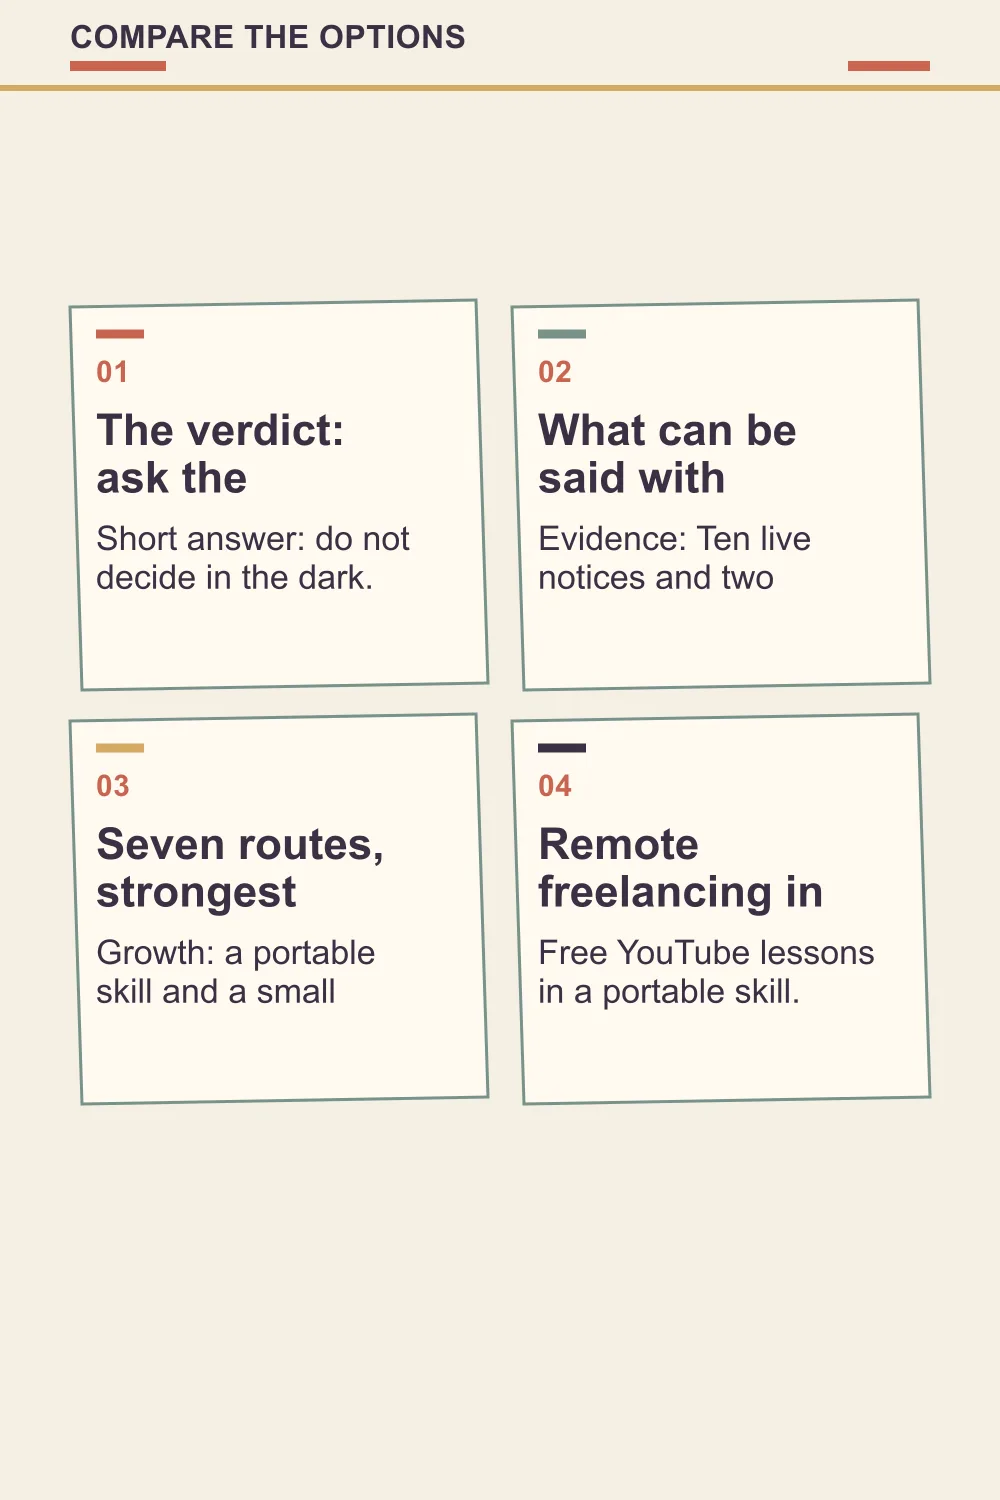 COMPARE THE OPTIONS
01
The verdict:
ask the
Short answer: do not
decide in the dark.
02
What can be
said with
Evidence: Ten live
notices and two
03
Seven routes,
strongest
Growth: a portable
skill and a small
04
Remote
freelancing in
Free YouTube lessons
in a portable skill.